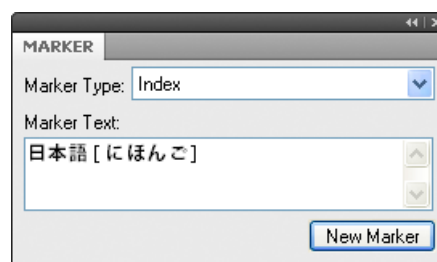 MARKER
Marker Type: Index
Marker Text:
日本語 [ にほんご ]
New Marker